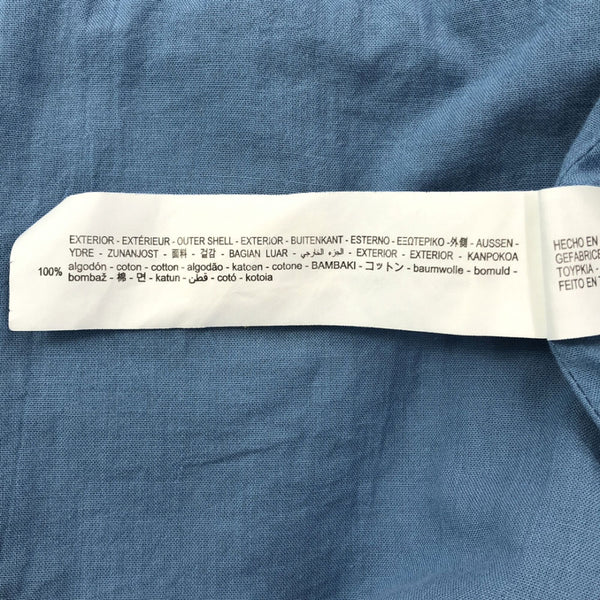 EXTERIOR - EXTÉRIEUR - OUTER SHELL - EXTERIOR - BUITENKANT - ESTERNO - ΕΞΩΤΕΡΙΚΟ - 外側 - AUSSEN -
YDRE - ZUNANJOST - 面料 - 겉감 - BAGIAN LUAR - الجزء الخارجي - EXTERIOR - EXTERIOR - KANPOKOA
100% algodón - coton - cotton - algodão - katoen - cotone - BAMBAKI - コットン - baumwolle - bomuld -
bombaž - 棉 - 면 - katun - قطن - cotó - kotoia
HECHO EN
GEFABRICE
ΤΟΥΡΚΙΑ -
FEITO EN T